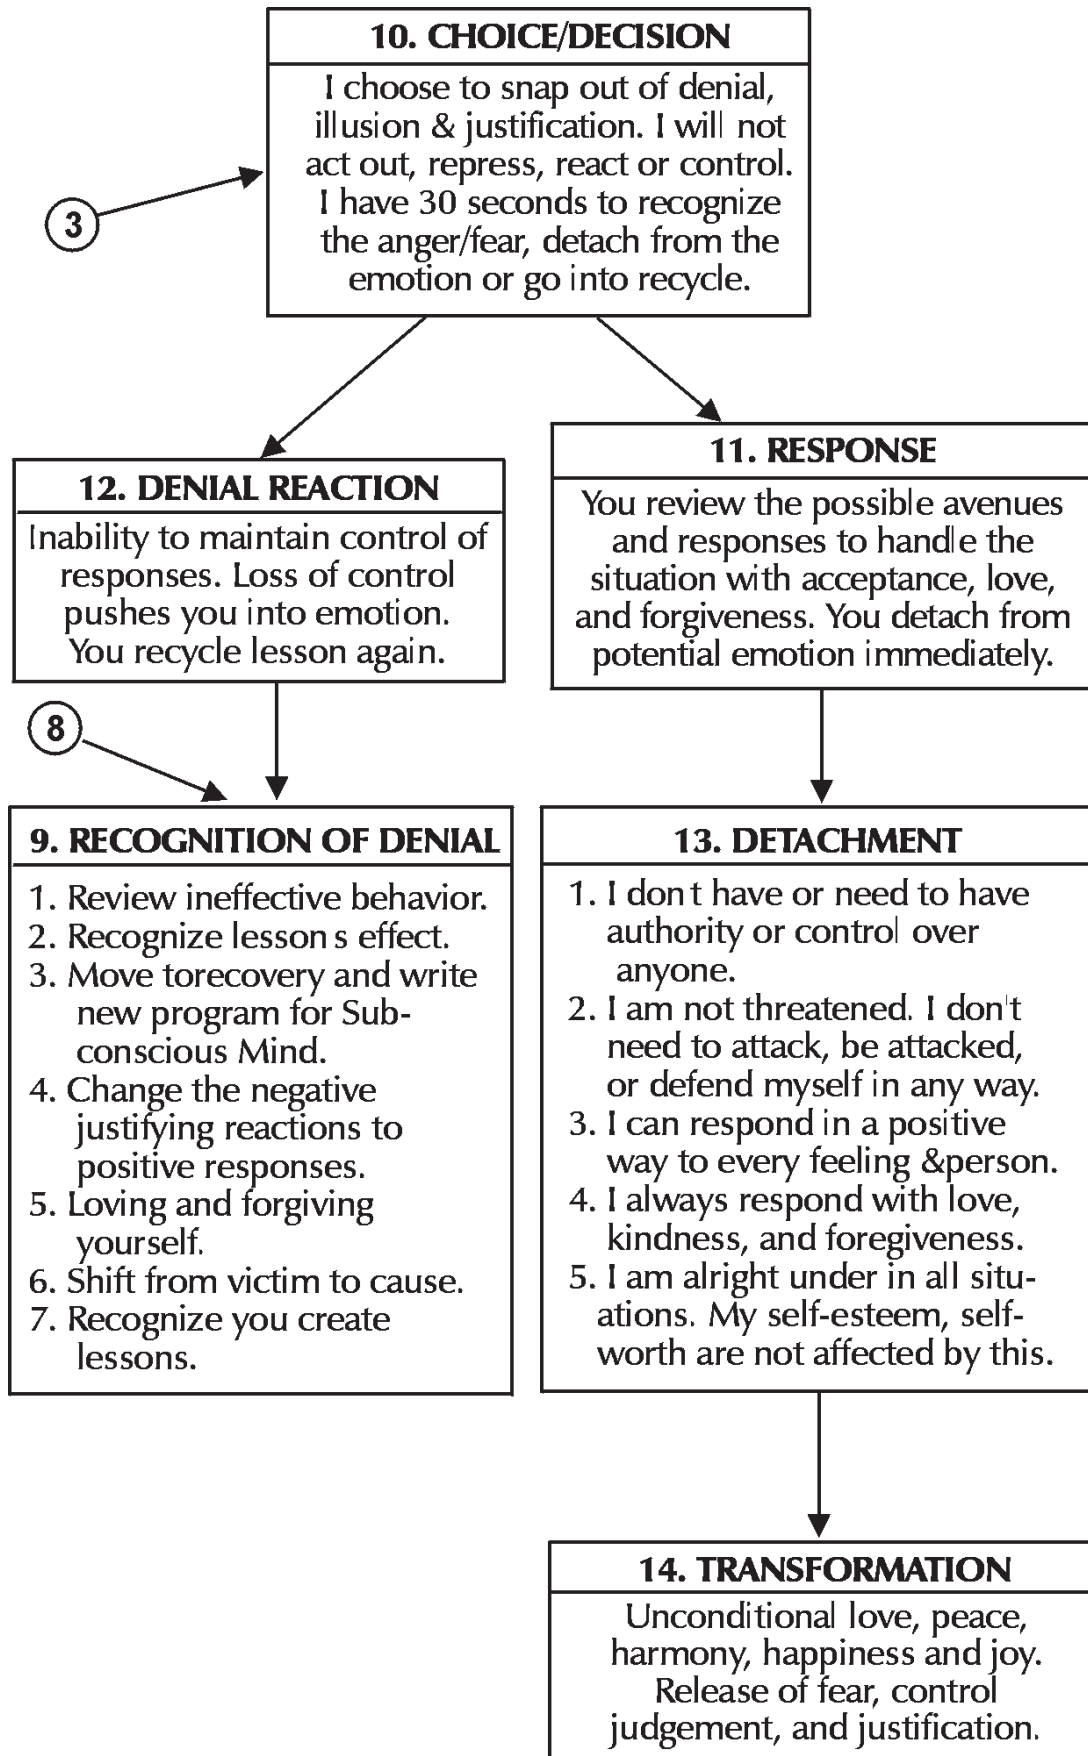 10. CHOICE/DECISION
I choose to snap out of denial,
illusion & justification. I will not
act out, repress, react or control.
I have 30 seconds to recognize
the anger/fear, detach from the
emotion or go into recycle.
3
12. DENIAL REACTION
Inability to maintain control of
responses. Loss of control
pushes you into emotion.
You recycle lesson again.
11. RESPONSE
You review the possible avenues
and responses to handle the
situation with acceptance, love,
and forgiveness. You detach from
potential emotion immediately.
8
9. RECOGNITION OF DENIAL
1. Review ineffective behavior.
2. Recognize lesson s effect.
3. Move torecovery and write
new program for Sub-
conscious Mind.
4. Change the negative
justifying reactions to
positive responses.
5. Loving and forgiving
yourself.
6. Shift from victim to cause.
7. Recognize you create
lessons.
13. DETACHMENT
1. I don t have or need to have
authority or control over
anyone.
2. I am not threatened. I don't
need to attack, be attacked,
or defend myself in any way.
3. I can respond in a positive
way to every feeling &person.
4. I always respond with love,
kindness, and foregiveness.
5. I am alright under in all situ-
ations. My self-esteem, self-
worth are not affected by this.
14. TRANSFORMATION
Unconditional love, peace,
harmony, happiness and joy.
Release of fear, control
judgement, and justification.